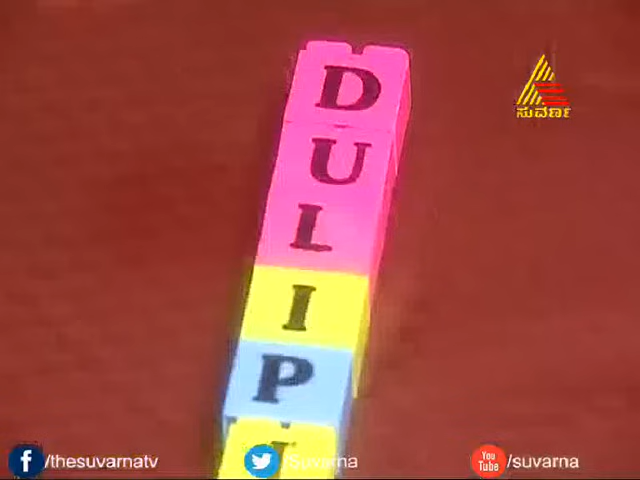 D
U
L
I
P
ಸುವರ್ಣ
/thesuvarnatv
/Suvarna
You Tube /suvarna